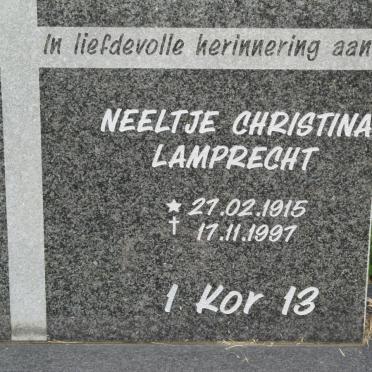 In liefdevolle herinnering aan
NEELTJE CHRISTINA
LAMPRECHT
★ 27.02.1915
† 17.11.1997
1 Kor 13